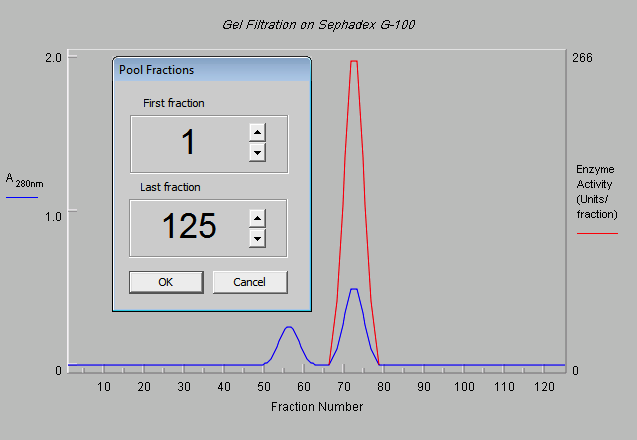 Gel Filtration on Sephadex G-100
2.0
266
Pool Fractions
First fraction
1
Last fraction
125
OK
Cancel
A 280nm
1.0
Enzyme
Activity
(Units/
fraction)
0
0
10 20 30 40 50 60 70 80 90 100 110 120
Fraction Number